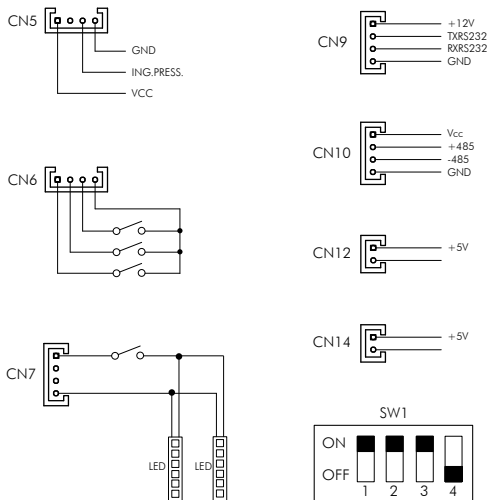 CN5
GND
ING.PRESS.
VCC
CN6
CN7
LED LED
CN9
+12V
TXRS232
RXRS232
GND
CN10
Vcc
+485
-485
GND
CN12
+5V
CN14
+5V
SW1
ON
OFF
1 2 3 4